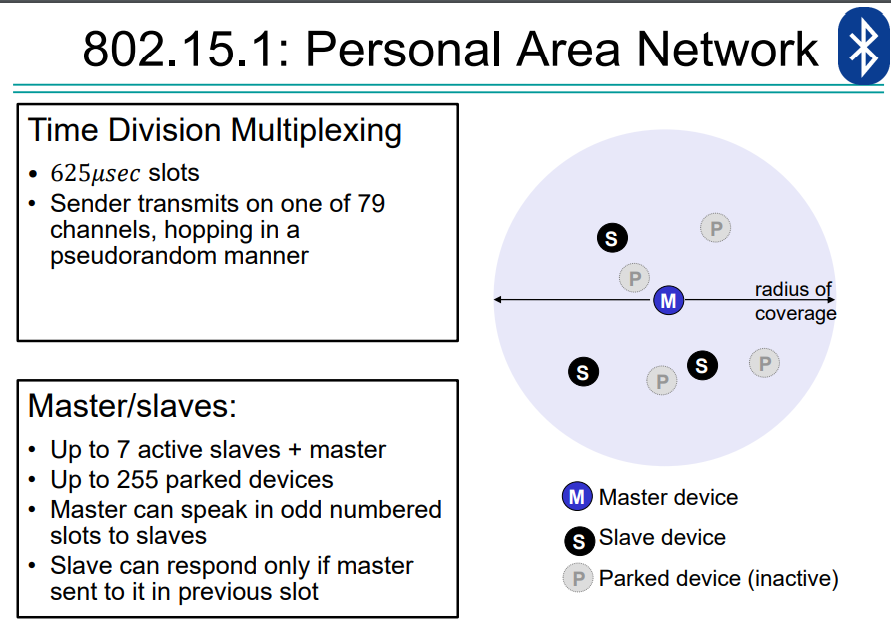 802.15.1: Personal Area Network
Time Division Multiplexing
• 625μsec slots
• Sender transmits on one of 79
channels, hopping in a
pseudorandom manner
Master/slaves:
• Up to 7 active slaves + master
• Up to 255 parked devices
• Master can speak in odd numbered
slots to slaves
• Slave can respond only if master
sent to it in previous slot
S
P
P
M
radius of
coverage
S
P
S
P
M Master device
S Slave device
P Parked device (inactive)